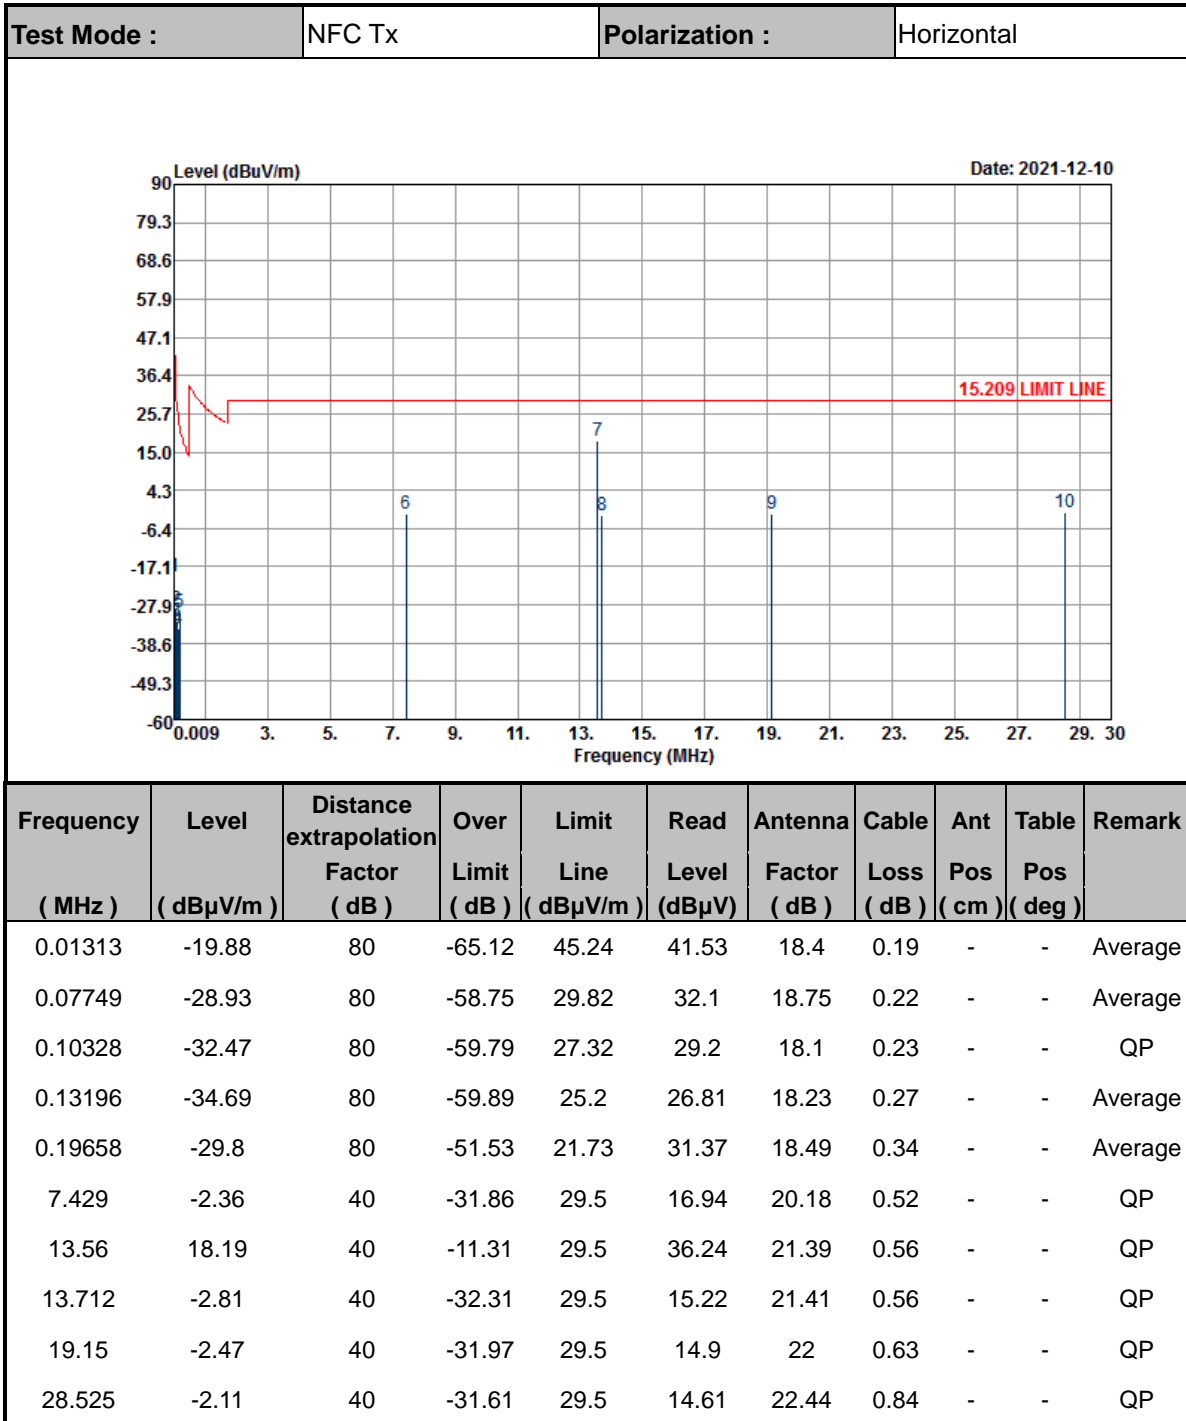 Test Mode : NFC Tx Polarization : Horizontal
Level (dBuV/m) Date: 2021-12-10
90
79.3
68.6
57.9
47.1
36.4
15.209 LIMIT LINE
25.7
7
15.0
4.3
6 8 9 10
-6.4
-17.1
-27.9
-38.6
-49.3
-60
0.009 3. 5. 7. 9. 11. 13. 15. 17. 19. 21. 23. 25. 27. 29. 30
Frequency (MHz)
Frequency Level Distance extrapolation Over Limit Read Antenna Cable Ant Table Remark
Factor Limit Line Level Factor Loss Pos Pos
( MHz ) ( dBµV/m ) ( dB ) ( dB ) ( dBµV/m ) (dBµV) ( dB ) ( dB ) ( cm ) ( deg )
0.01313 -19.88 80 -65.12 45.24 41.53 18.4 0.19 - - Average
0.07749 -28.93 80 -58.75 29.82 32.1 18.75 0.22 - - Average
0.10328 -32.47 80 -59.79 27.32 29.2 18.1 0.23 - - QP
0.13196 -34.69 80 -59.89 25.2 26.81 18.23 0.27 - - Average
0.19658 -29.8 80 -51.53 21.73 31.37 18.49 0.34 - - Average
7.429 -2.36 40 -31.86 29.5 16.94 20.18 0.52 - - QP
13.56 18.19 40 -11.31 29.5 36.24 21.39 0.56 - - QP
13.712 -2.81 40 -32.31 29.5 15.22 21.41 0.56 - - QP
19.15 -2.47 40 -31.97 29.5 14.9 22 0.63 - - QP
28.525 -2.11 40 -31.61 29.5 14.61 22.44 0.84 - - QP